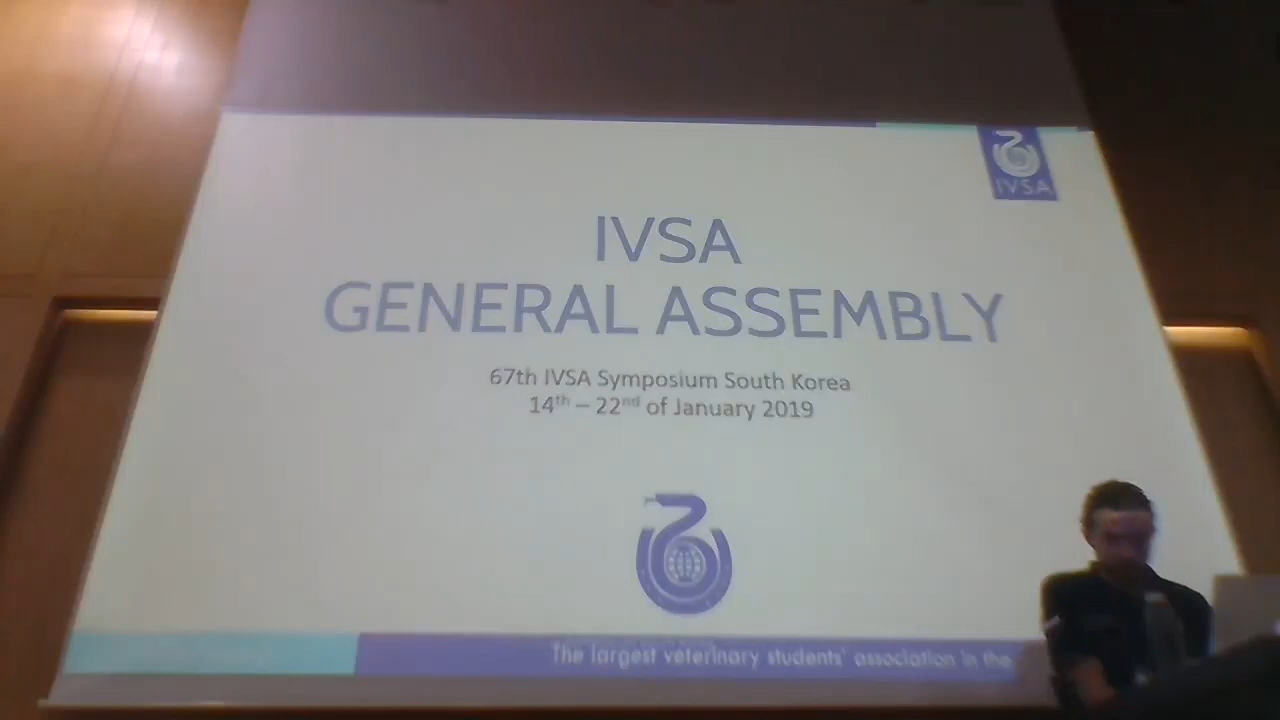 IVSA
IVSA
GENERAL ASSEMBLY
67th IVSA Symposium South Korea
14th – 22nd of January 2019
The largest veterinary students' association in the